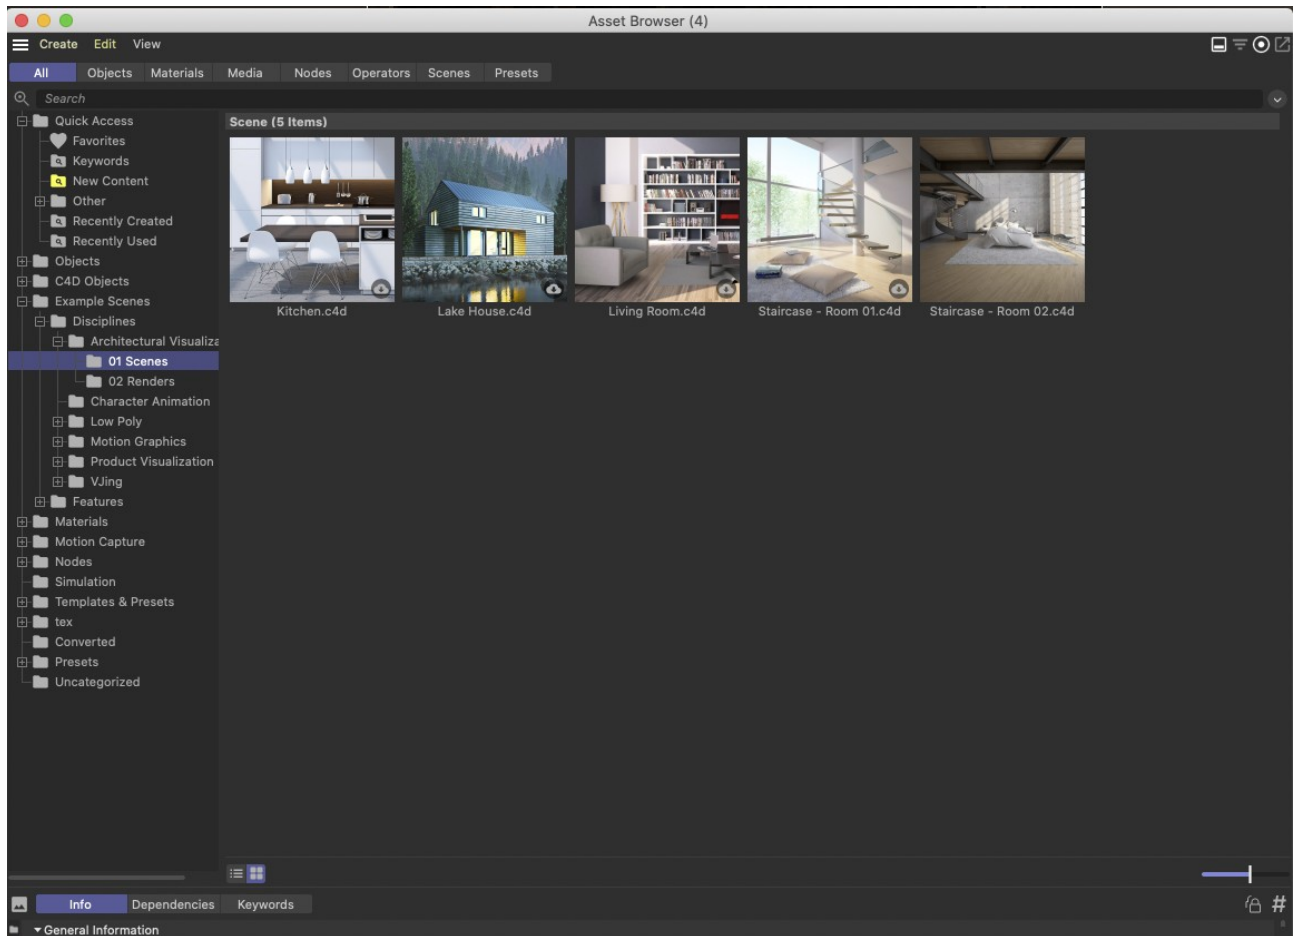 Asset Browser (4)
Create Edit View
All Objects Materials Media Nodes Operators Scenes Presets
Search
Quick Access
Favorites
Keywords
New Content
Other
Recently Created
Recently Used
Objects
C4D Objects
Example Scenes
Disciplines
Architectural Visualiza
01 Scenes
02 Renders
Character Animation
Low Poly
Motion Graphics
Product Visualization
VJing
Features
Materials
Motion Capture
Nodes
Simulation
Templates & Presets
tex
Converted
Presets
Uncategorized
Scene (5 Items)
Kitchen.c4d Lake House.c4d Living Room.c4d Staircase - Room 01.c4d Staircase - Room 02.c4d
Info Dependencies Keywords #
General Information